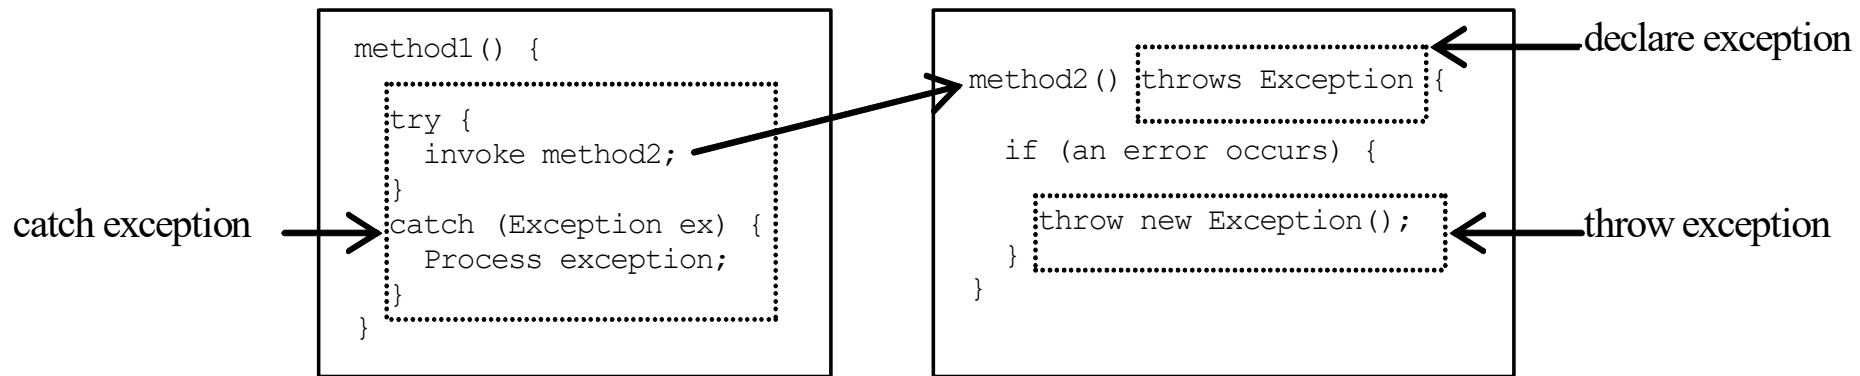 catch exception
method1() {
try {
invoke method2;
}
catch (Exception ex) {
Process exception;
}
}
method2() throws Exception {
if (an error occurs) {
throw new Exception();
}
}
declare exception
throw exception